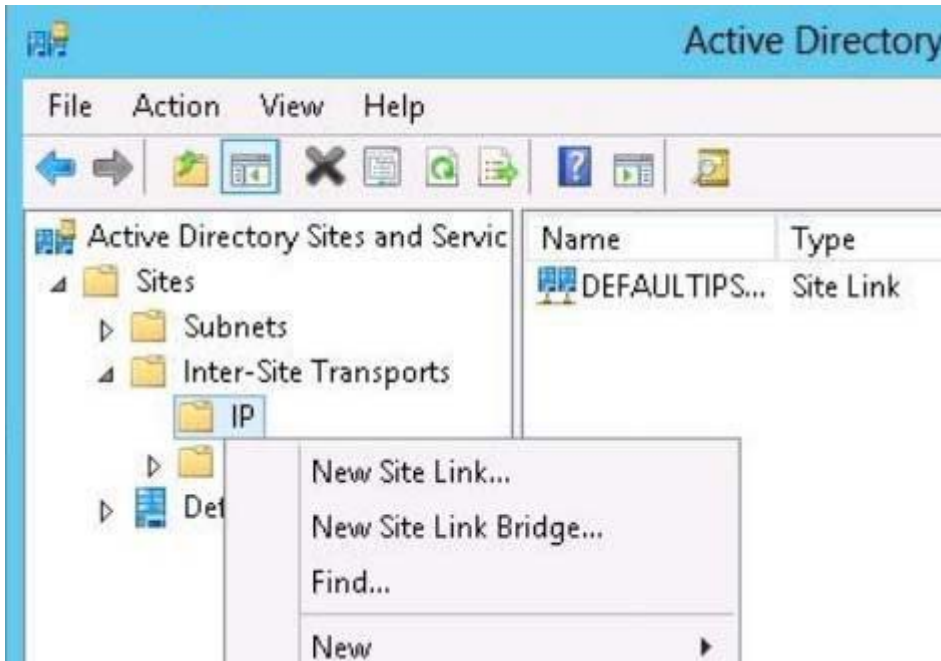 Active Directory
File Action View Help
Active Directory Sites and Servic
Name Type
Sites
DEFAULTIPS... Site Link
Subnets
Inter-Site Transports
IP
Def
New Site Link...
New Site Link Bridge...
Find...
New